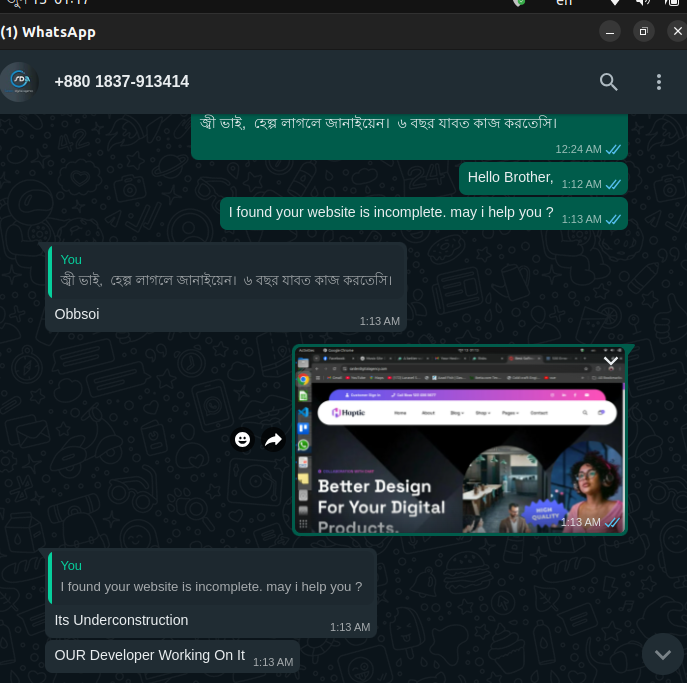 জুন 15 01:17
en
(1) WhatsApp
+880 1837-913414
জ্বী ভাই, হেল্প লাগলে জানাইয়েন। ৬ বছর যাবত কাজ করতেসি।
12:24 AM
Hello Brother,
1:12 AM
I found your website is incomplete. may i help you ?
1:13 AM
You
জ্বী ভাই, হেল্প লাগলে জানাইয়েন। ৬ বছর যাবত কাজ করতেসি।
Obbsoi
1:13 AM
Haptic
Home About Blog Shop Pages Contact
Better Design
For Your Digital
Products.
HIGH
QUALITY
1:13 AM
You
I found your website is incomplete. may i help you ?
Its Underconstruction
1:13 AM
OUR Developer Working On It
1:13 AM